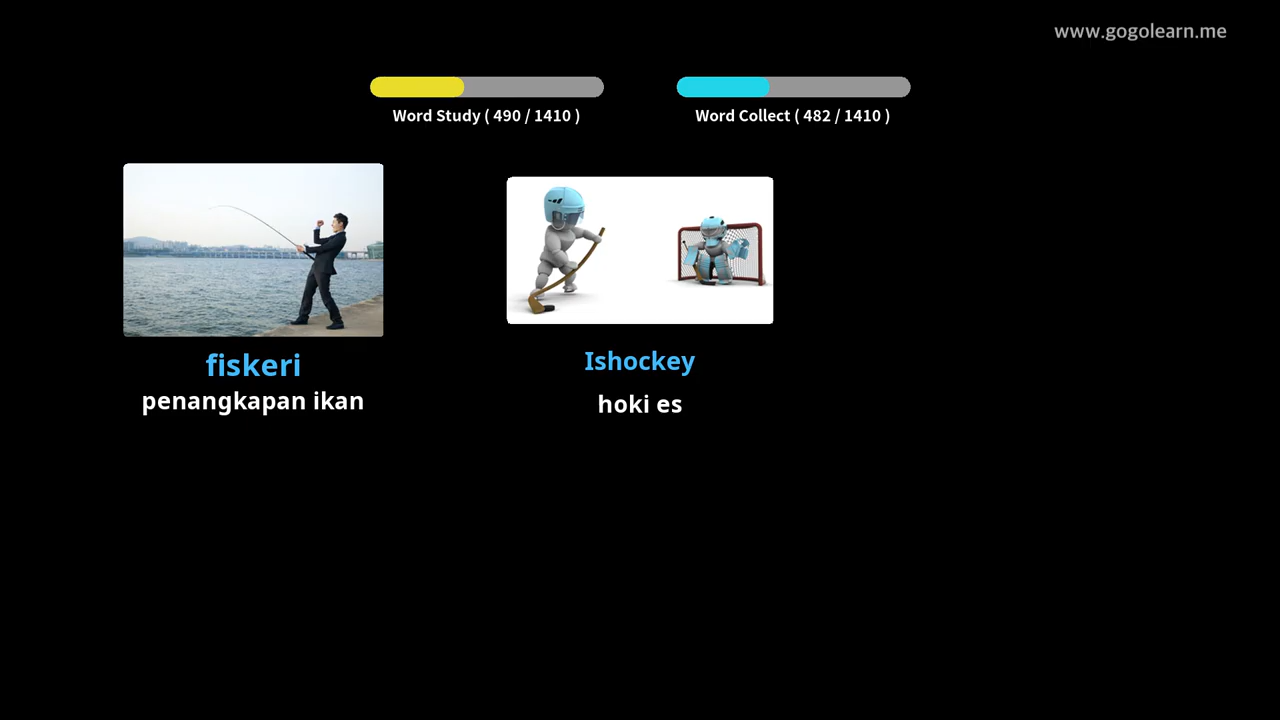 www.gogolearn.me
Word Study ( 490 / 1410 )
Word Collect ( 482 / 1410 )
fiskeri
penangkapan ikan
Ishockey
hoki es